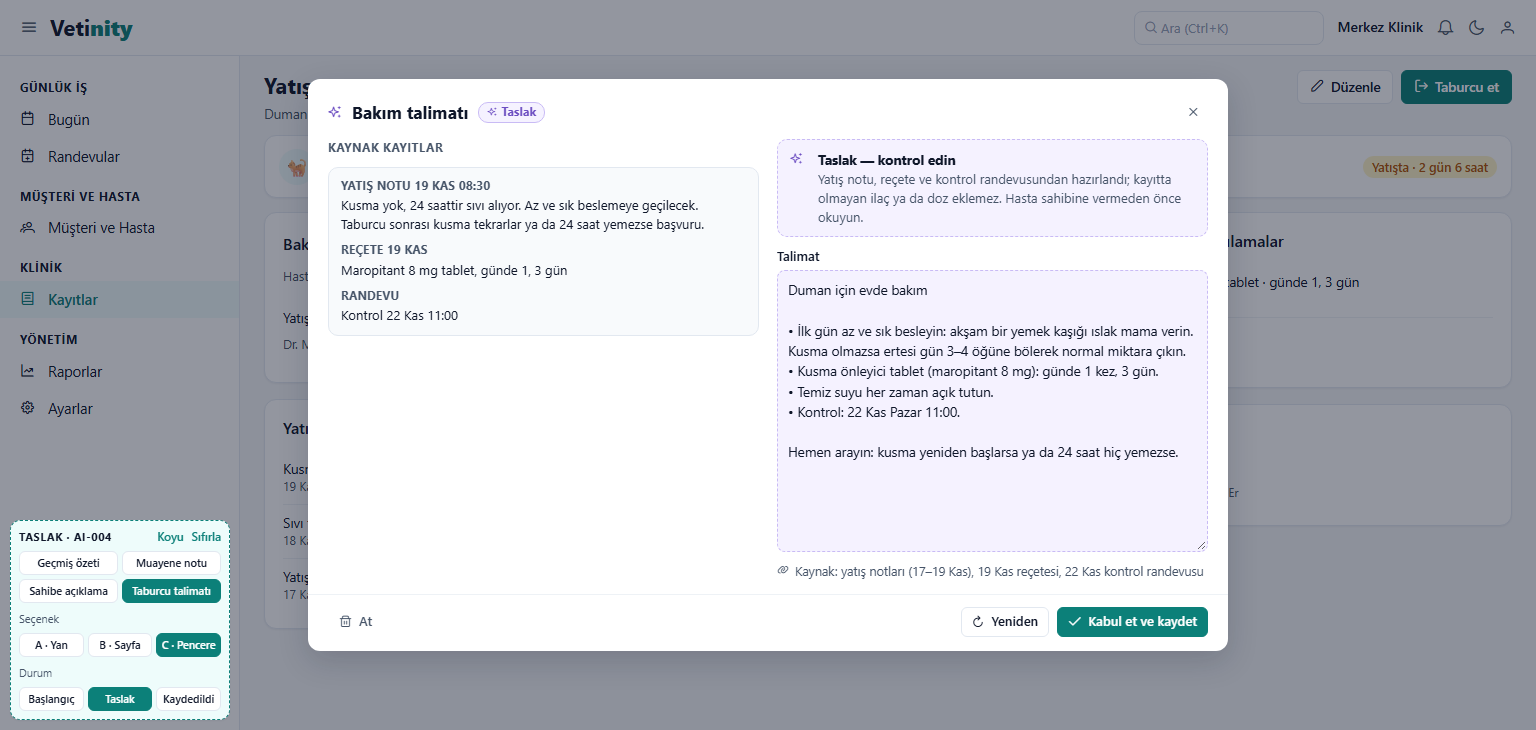 Vetinity
Ara (Ctrl+K)
Merkez Klinik
GÜNLÜK İŞ
Bugün
Randevular
MÜŞTERİ VE HASTA
Müşteri ve Hasta
KLİNİK
Kayıtlar
YÖNETİM
Raporlar
Ayarlar
TASLAK · AI-004
Koyu
Sıfırla
Geçmiş özeti
Muayene notu
Sahibe açıklama
Taburcu talimatı
Seçenek
A · Yan
B · Sayfa
C · Pencere
Durum
Başlangıç
Taslak
Kaydedildi
Duman
Düzenle
Taburcu et
Yatışta · 2 gün 6 saat
ablet · günde 1, 3 gün
Bakım talimatı
Taslak
KAYNAK KAYITLAR
YATIŞ NOTU 19 KAS 08:30
Kusma yok, 24 saattir sıvı alıyor. Az ve sık beslemeye geçilecek.
Taburcu sonrası kusma tekrarlar ya da 24 saat yemezse başvuru.
REÇETE 19 KAS
Maropitant 8 mg tablet, günde 1, 3 gün
RANDEVU
Kontrol 22 Kas 11:00
Taslak — kontrol edin
Yatış notu, reçete ve kontrol randevusundan hazırlandı; kayıtta
olmayan ilaç ya da doz eklemez. Hasta sahibine vermeden önce
okuyun.
Talimat
Duman için evde bakım
• İlk gün az ve sık besleyin: akşam bir yemek kaşığı ıslak mama verin.
Kusma olmazsa ertesi gün 3–4 öğüne bölerek normal miktara çıkın.
• Kusma önleyici tablet (maropitant 8 mg): günde 1 kez, 3 gün.
• Temiz suyu her zaman açık tutun.
• Kontrol: 22 Kas Pazar 11:00.
Hemen arayın: kusma yeniden başlarsa ya da 24 saat hiç yemezse.
Kaynak: yatış notları (17–19 Kas), 19 Kas reçetesi, 22 Kas kontrol randevusu
At
Yeniden
Kabul et ve kaydet